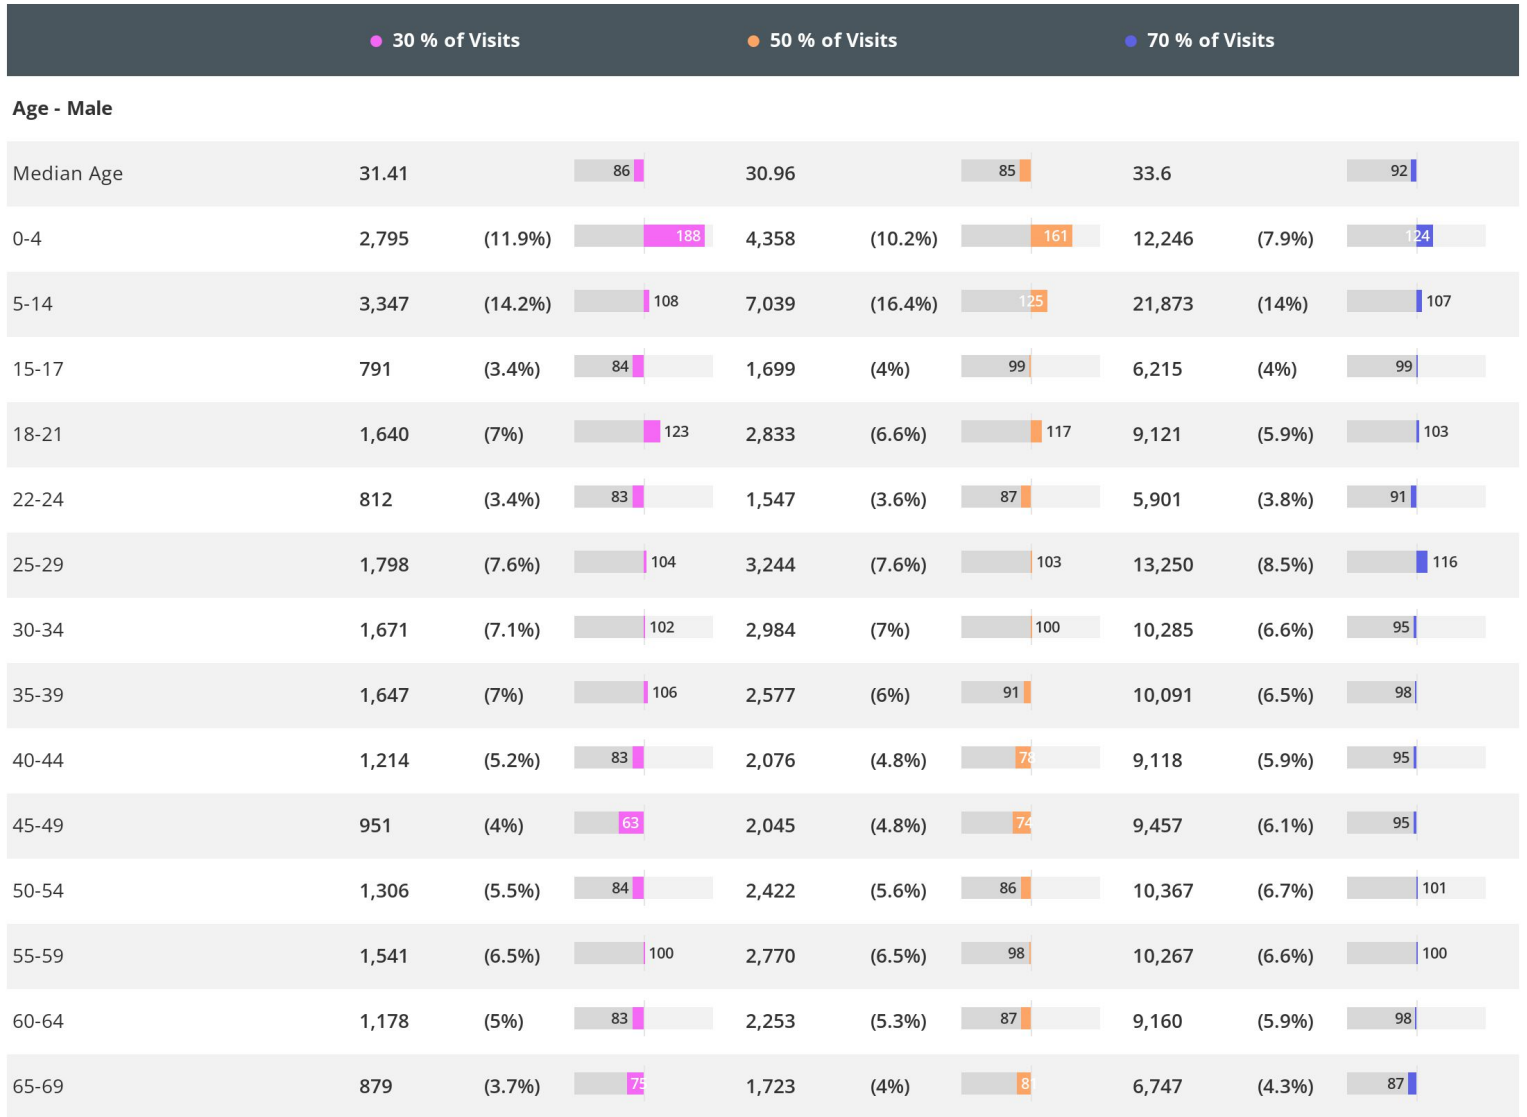 30 % of Visits 50 % of Visits 70 % of Visits
Age - Male
Median Age 31.41 86 30.96 85 33.6 92
0-4 2,795 (11.9%) 188 4,358 (10.2%) 161 12,246 (7.9%) 124
5-14 3,347 (14.2%) 108 7,039 (16.4%) 125 21,873 (14%) 107
15-17 791 (3.4%) 84 1,699 (4%) 99 6,215 (4%) 99
18-21 1,640 (7%) 123 2,833 (6.6%) 117 9,121 (5.9%) 103
22-24 812 (3.4%) 83 1,547 (3.6%) 87 5,901 (3.8%) 91
25-29 1,798 (7.6%) 104 3,244 (7.6%) 103 13,250 (8.5%) 116
30-34 1,671 (7.1%) 102 2,984 (7%) 100 10,285 (6.6%) 95
35-39 1,647 (7%) 106 2,577 (6%) 91 10,091 (6.5%) 98
40-44 1,214 (5.2%) 83 2,076 (4.8%) 78 9,118 (5.9%) 95
45-49 951 (4%) 63 2,045 (4.8%) 74 9,457 (6.1%) 95
50-54 1,306 (5.5%) 84 2,422 (5.6%) 86 10,367 (6.7%) 101
55-59 1,541 (6.5%) 100 2,770 (6.5%) 98 10,267 (6.6%) 100
60-64 1,178 (5%) 83 2,253 (5.3%) 87 9,160 (5.9%) 98
65-69 879 (3.7%) 75 1,723 (4%) 6,747 (4.3%) 87